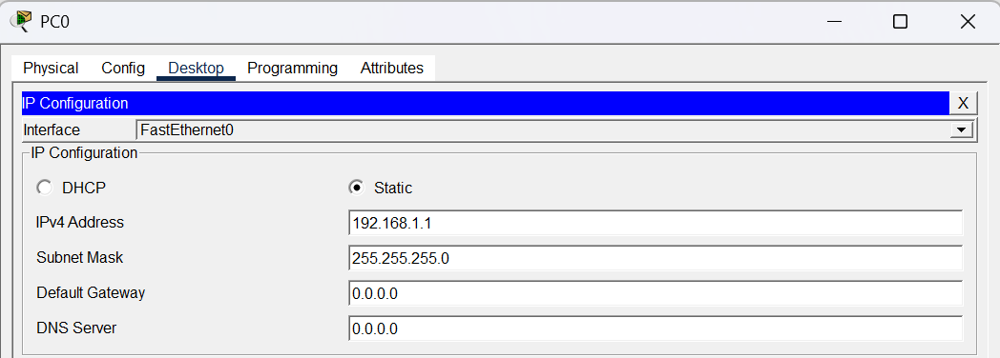 PC0
Physical Config Desktop Programming Attributes
IP Configuration X
Interface FastEthernet0
IP Configuration
DHCP Static
IPv4 Address 192.168.1.1
Subnet Mask 255.255.255.0
Default Gateway 0.0.0.0
DNS Server 0.0.0.0